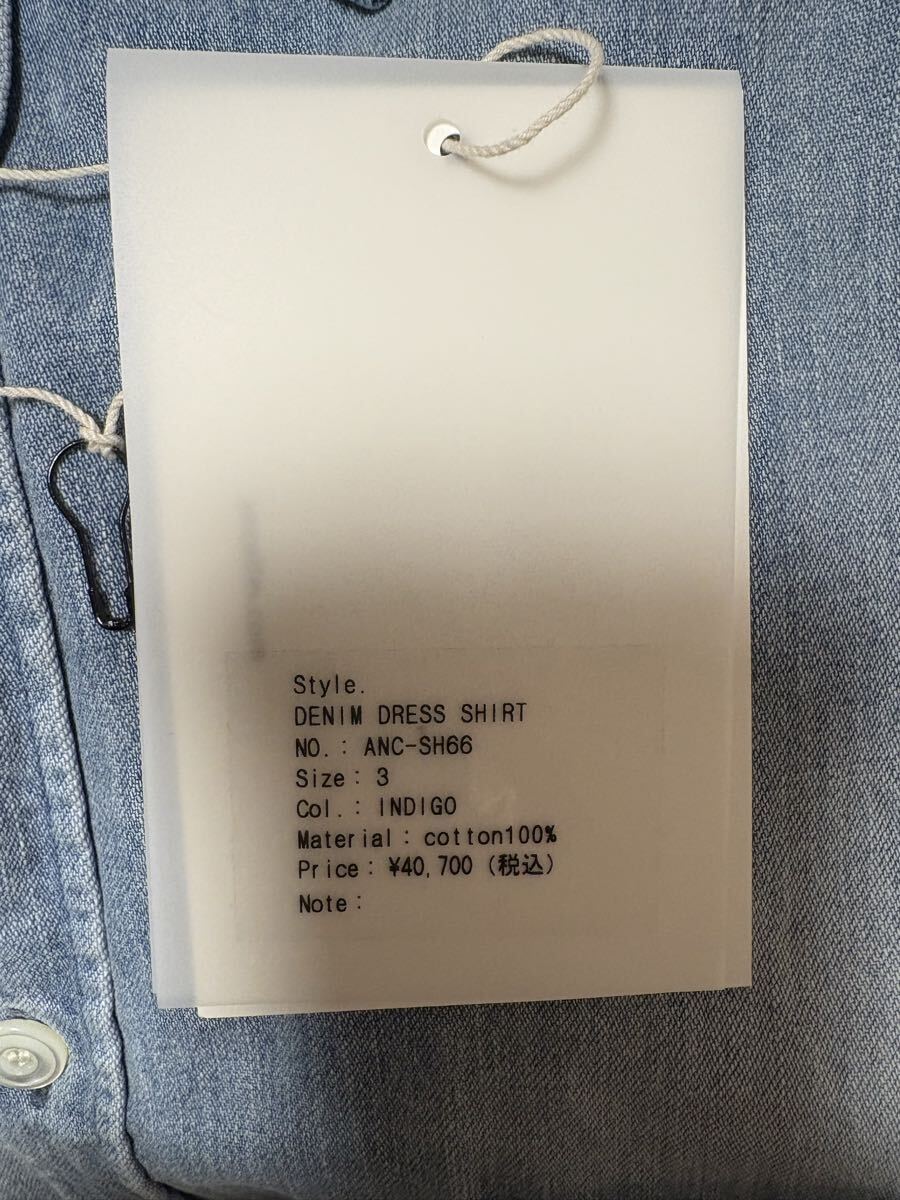 Style.
DENIM DRESS SHIRT
NO.: ANC-SH66
Size: 3
Col.: INDIGO
Material: cotton100%
Price: ¥40,700 (税込)
Note: